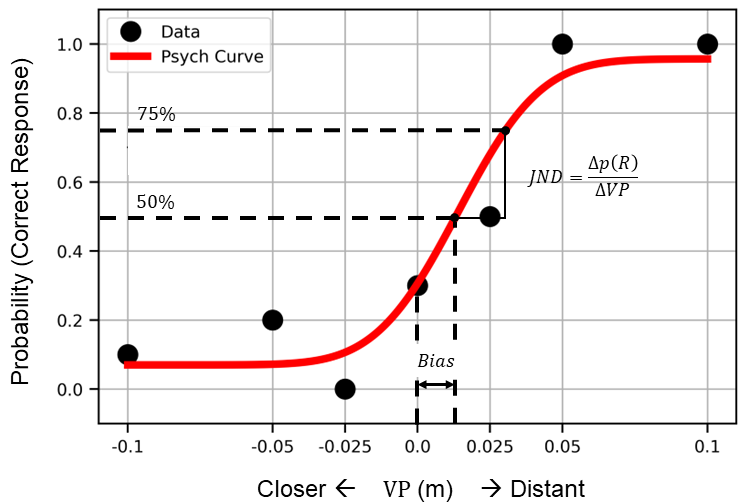 Data
Psych Curve
Probability (Correct Response)
1.0
0.8
0.6
0.4
0.2
0.0
75%
50%
JND = Δp(R)/ΔVP
Bias
-0.1
-0.05
-0.025
0.0
0.025
0.05
0.1
Closer ← VP (m) → Distant